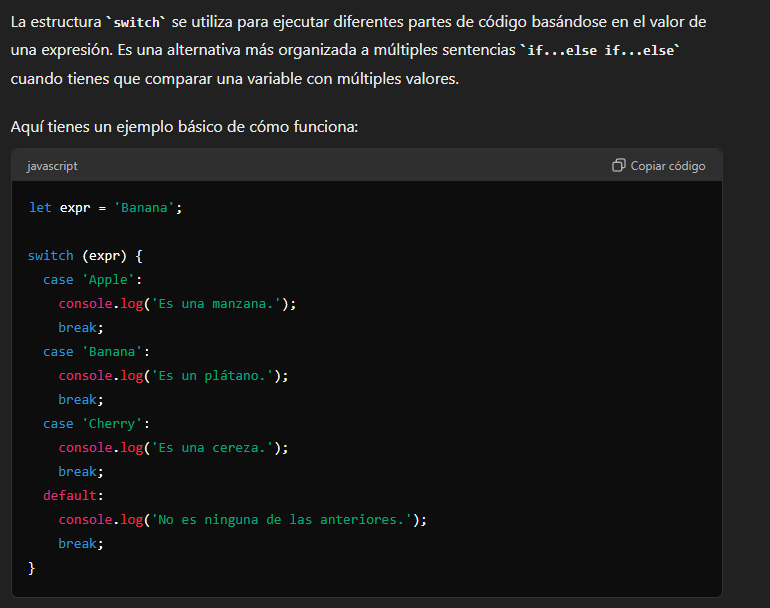 La estructura `switch` se utiliza para ejecutar diferentes partes de código basándose en el valor de
una expresión. Es una alternativa más organizada a múltiples sentencias `if...else if...else`
cuando tienes que comparar una variable con múltiples valores.
Aquí tienes un ejemplo básico de cómo funciona:
javascript
Copiar código
let expr = 'Banana';
switch (expr) {
  case 'Apple':
    console.log('Es una manzana.');
    break;
  case 'Banana':
    console.log('Es un plátano.');
    break;
  case 'Cherry':
    console.log('Es una cereza.');
    break;
  default:
    console.log('No es ninguna de las anteriores.');
    break;
}